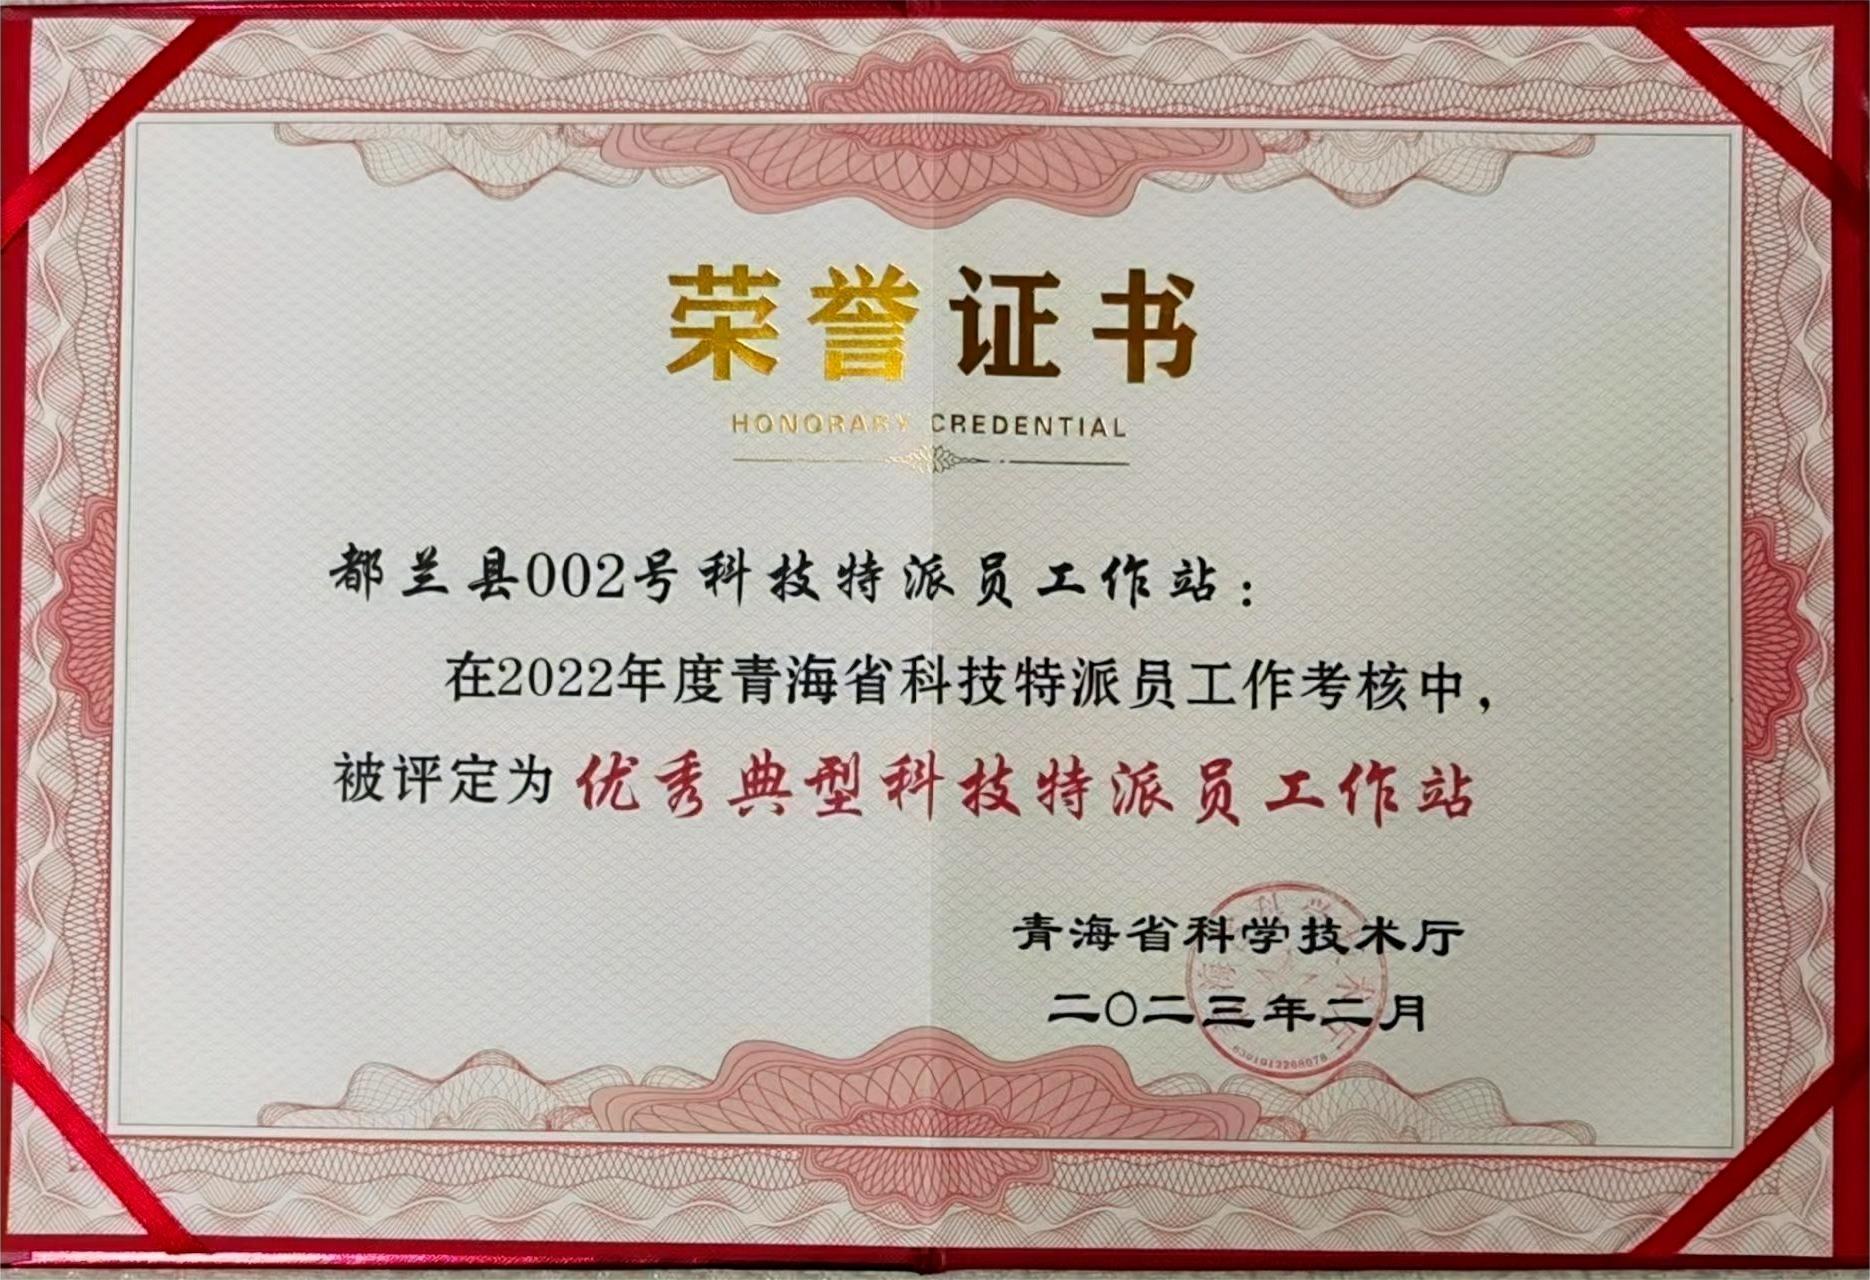 荣誉证书
HONORARY CREDENTIAL
都兰县002号科技特派员工作站：
在2022年度青海省科技特派员工作考核中，
被评定为优秀典型科技特派员工作站
青海省科学技术厅
二〇二三年二月